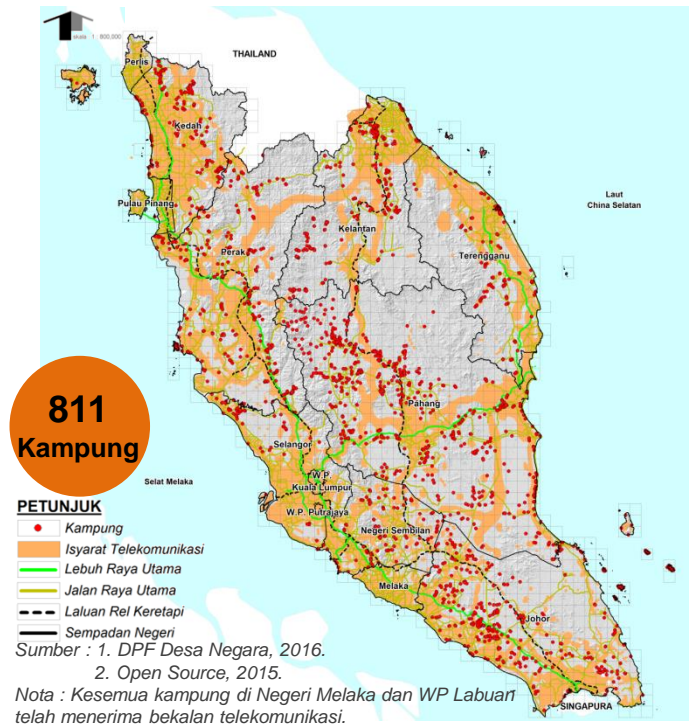 skala 1 : 800,000
THAILAND
Perlis
Kedah
Pulau Pinang
Perak
Kelantan
Terengganu
Laut
China Selatan
811
Kampung
Pahang
Selangor
W.P.
Kuala Lumpur
Selat Melaka
W.P. Putrajaya
Negeri Sembilan
Melaka
Johor
SINGAPURA
PETUNJUK
Kampung
Isyarat Telekomunikasi
Lebuh Raya Utama
Jalan Raya Utama
Laluan Rel Keretapi
Sempadan Negeri
Sumber : 1. DPF Desa Negara, 2016.
2. Open Source, 2015.
Nota : Kesemua kampung di Negeri Melaka dan WP Labuan
telah menerima bekalan telekomunikasi.